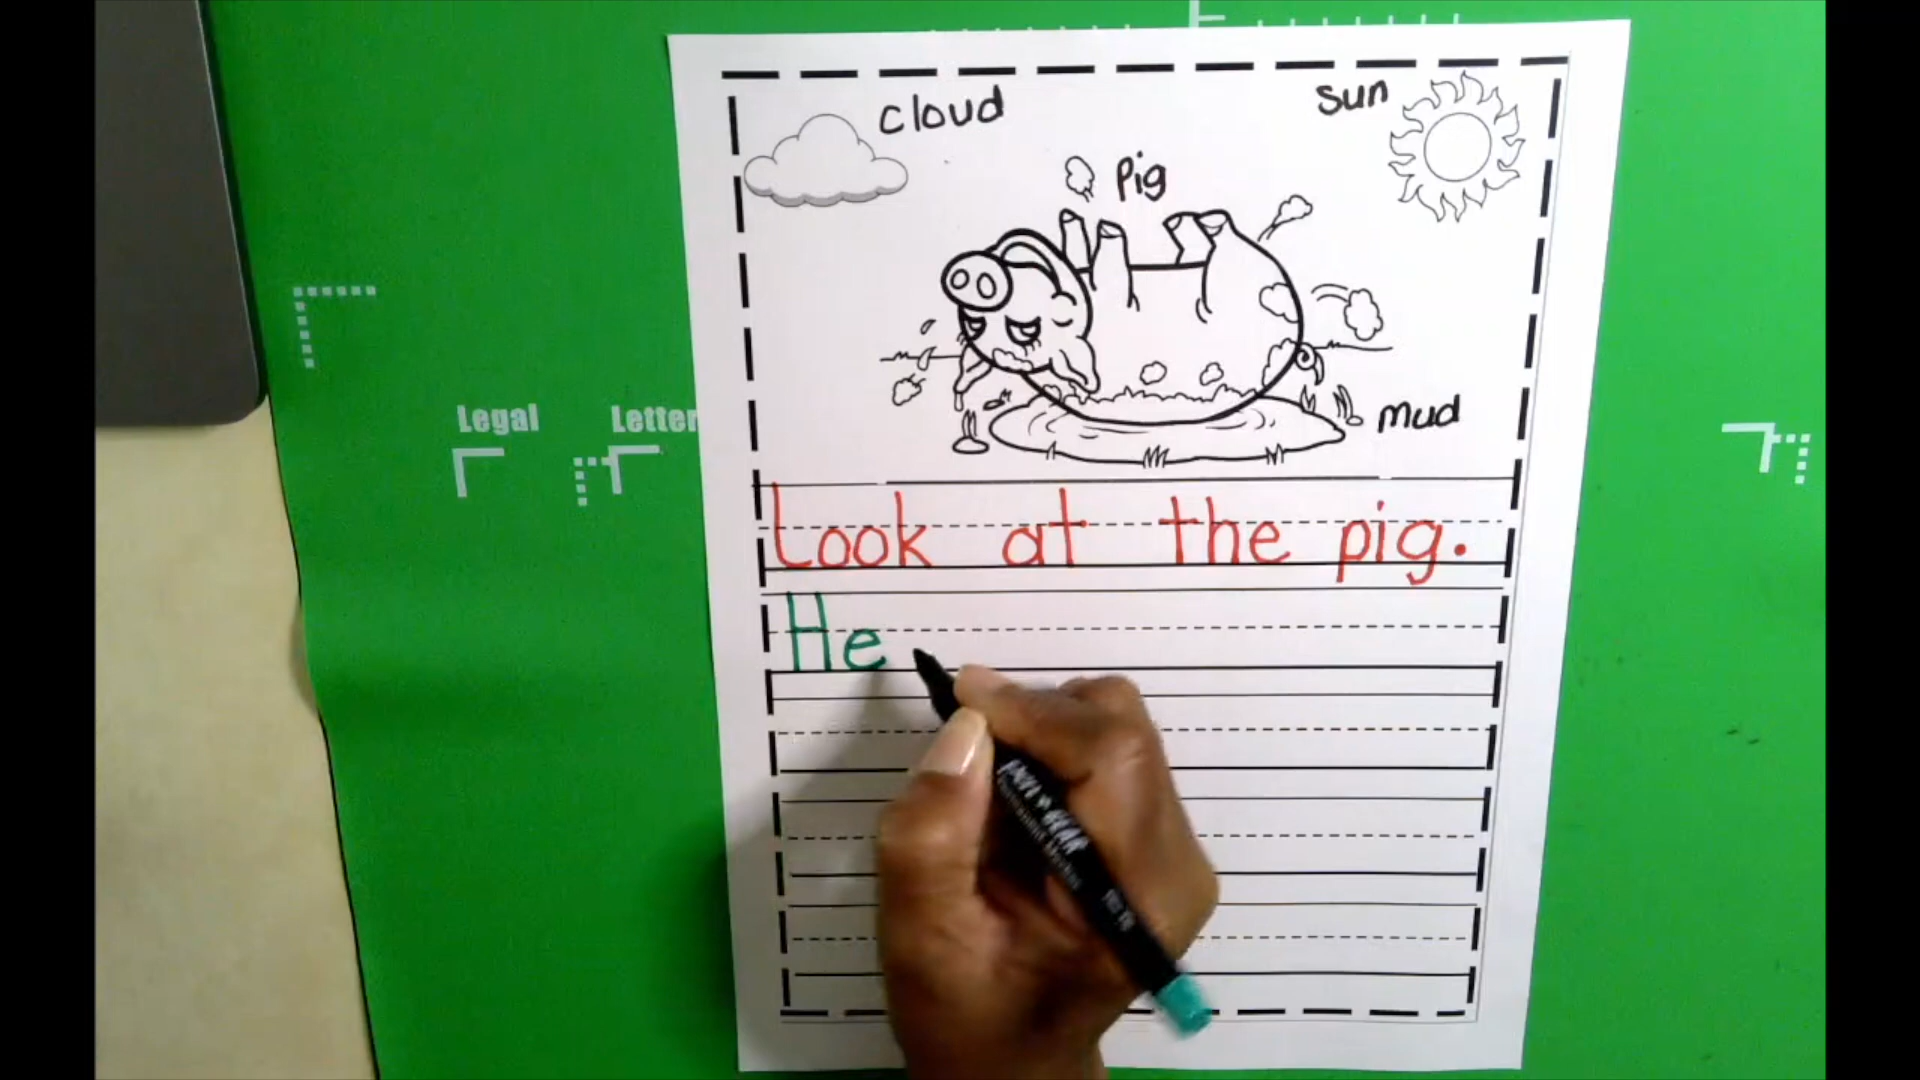 cloud
sun
pig
mud
Legal
Letter
Look at the pig.
He